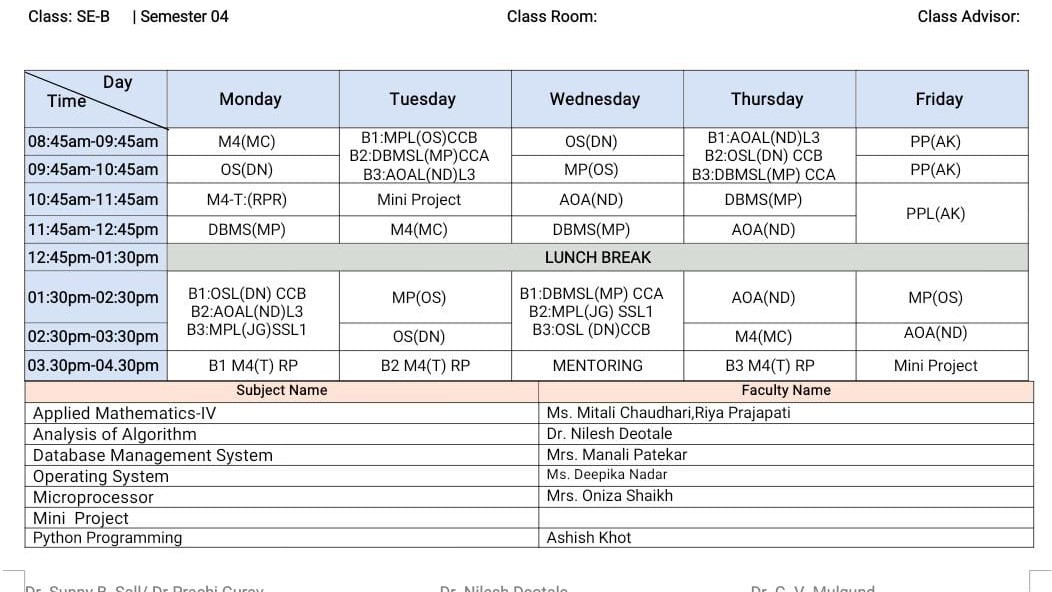 Class: SE-B | Semester 04 Class Room: Class Advisor:
Day
Time Monday Tuesday Wednesday Thursday Friday
08:45am-09:45am M4(MC) B1:MPL(OS)CCB OS(DN) B1:AOAL(ND)L3 PP(AK)
B2:DBMSL(MP)CCA B2:OSL(DN) CCB
09:45am-10:45am OS(DN) B3:AOAL(ND)L3 MP(OS) B3:DBMSL(MP) CCA PP(AK)
10:45am-11:45am M4-T:(RPR) Mini Project AOA(ND) DBMS(MP) PPL(AK)
11:45am-12:45pm DBMS(MP) M4(MC) DBMS(MP) AOA(ND)
12:45pm-01:30pm LUNCH BREAK
01:30pm-02:30pm B1:OSL(DN) CCB MP(OS) B1:DBMSL(MP) CCA AOA(ND) MP(OS)
B2:AOAL(ND)L3 B2:MPL(JG) SSL1
02:30pm-03:30pm B3:MPL(JG)SSL1 OS(DN) B3:OSL (DN)CCB M4(MC) AOA(ND)
03.30pm-04.30pm B1 M4(T) RP B2 M4(T) RP MENTORING B3 M4(T) RP Mini Project
Subject Name Faculty Name
Applied Mathematics-IV Ms. Mitali Chaudhari,Riya Prajapati
Analysis of Algorithm Dr. Nilesh Deotale
Database Management System Mrs. Manali Patekar
Operating System Ms. Deepika Nadar
Microprocessor Mrs. Oniza Shaikh
Mini Project
Python Programming Ashish Khot
Dr. Sunny B. Sall/ Dr Prachi Dr. Nilesh Deotale Dr. G. V. Mulgund